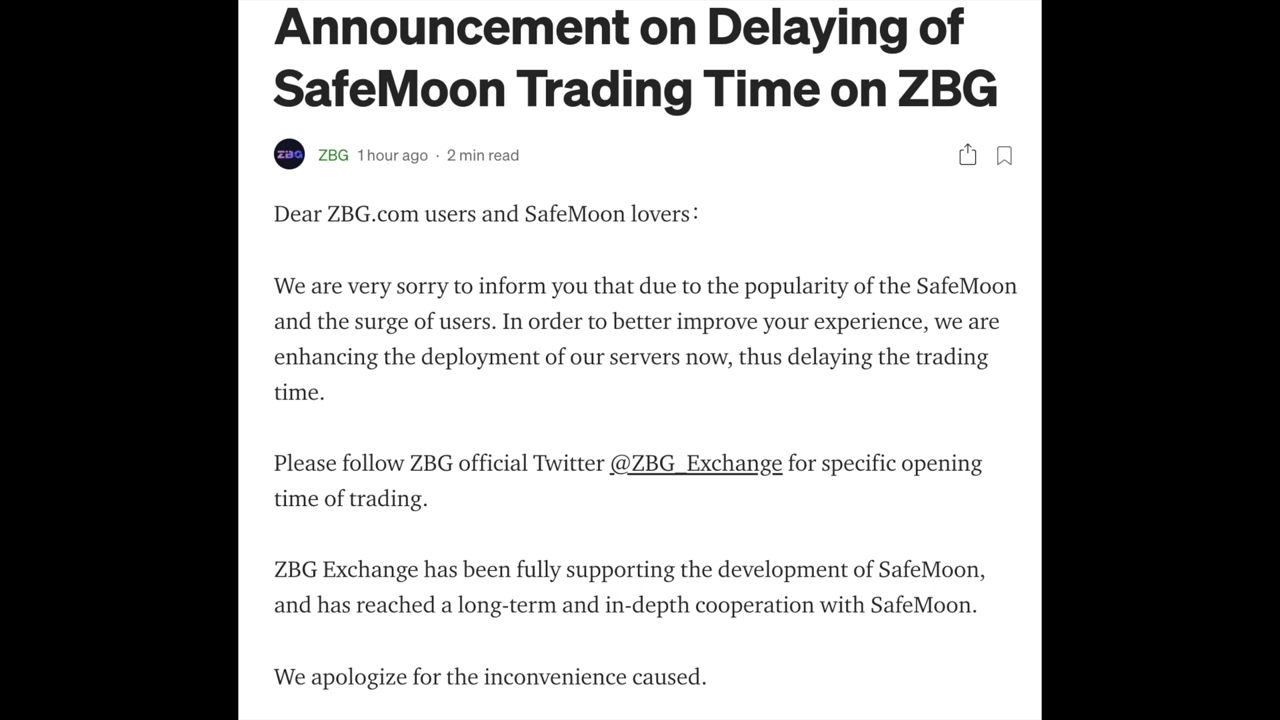 Announcement on Delaying of
SafeMoon Trading Time on ZBG
ZBG
ZBG 1 hour ago · 2 min read
Dear ZBG.com users and SafeMoon lovers：
We are very sorry to inform you that due to the popularity of the SafeMoon
and the surge of users. In order to better improve your experience, we are
enhancing the deployment of our servers now, thus delaying the trading
time.
Please follow ZBG official Twitter @ZBG_Exchange for specific opening
time of trading.
ZBG Exchange has been fully supporting the development of SafeMoon,
and has reached a long-term and in-depth cooperation with SafeMoon.
We apologize for the inconvenience caused.